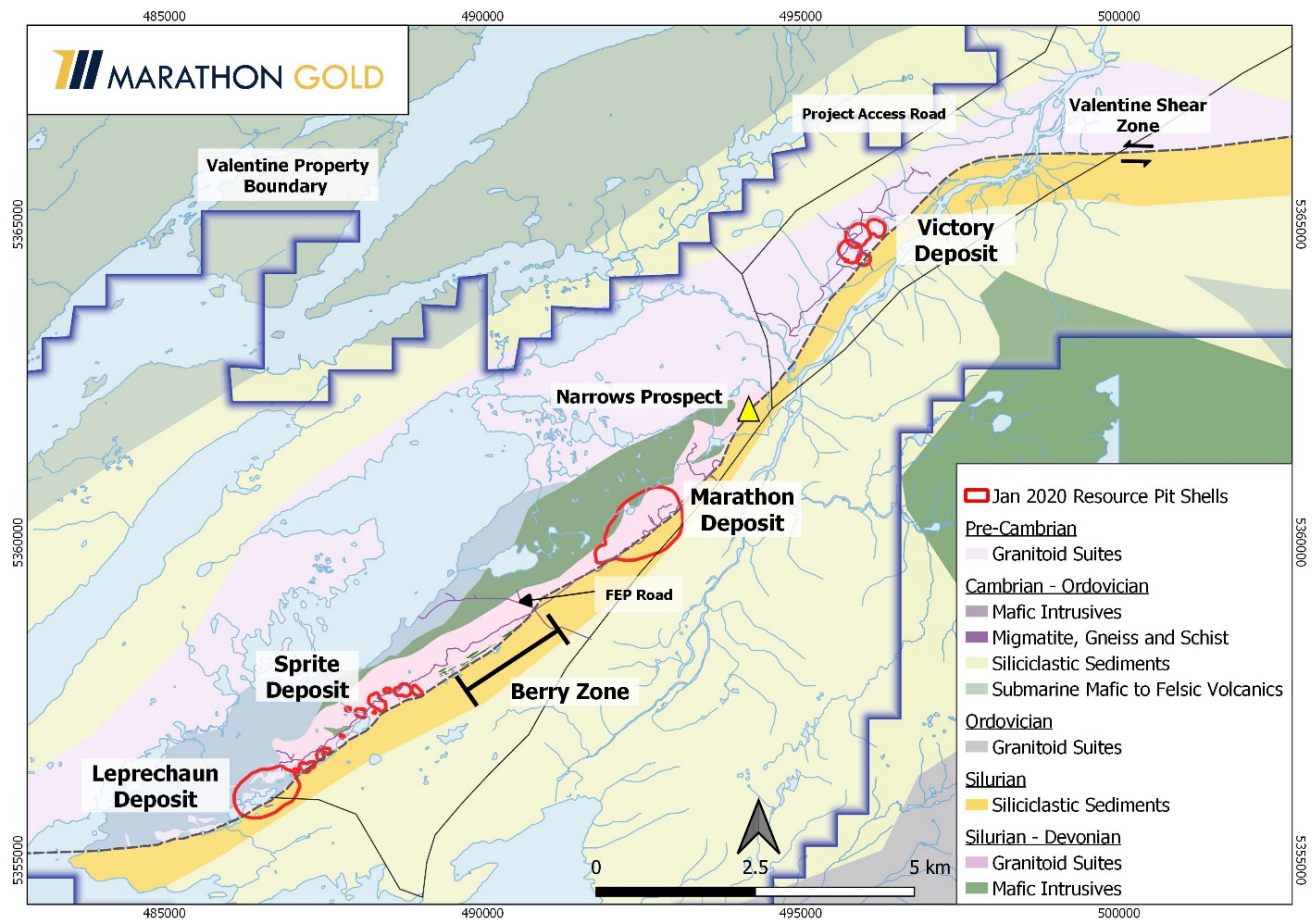 485000
490000
495000
500000
MARATHON GOLD
Project Access Road
Valentine Shear
Zone
Valentine Property
Boundary
5365000
5365000
Victory
Deposit
Narrows Prospect
Marathon
Deposit
5360000
5360000
FEP Road
Sprite
Deposit
Berry Zone
Leprechaun
Deposit
5355000
5355000
0
2.5
5 km
Jan 2020 Resource Pit Shells
Pre-Cambrian
Granitoid Suites
Cambrian - Ordovician
Mafic Intrusives
Migmatite, Gneiss and Schist
Siliciclastic Sediments
Submarine Mafic to Felsic Volcanics
Ordovician
Granitoid Suites
Silurian
Siliciclastic Sediments
Silurian - Devonian
Granitoid Suites
Mafic Intrusives
485000
490000
495000
500000